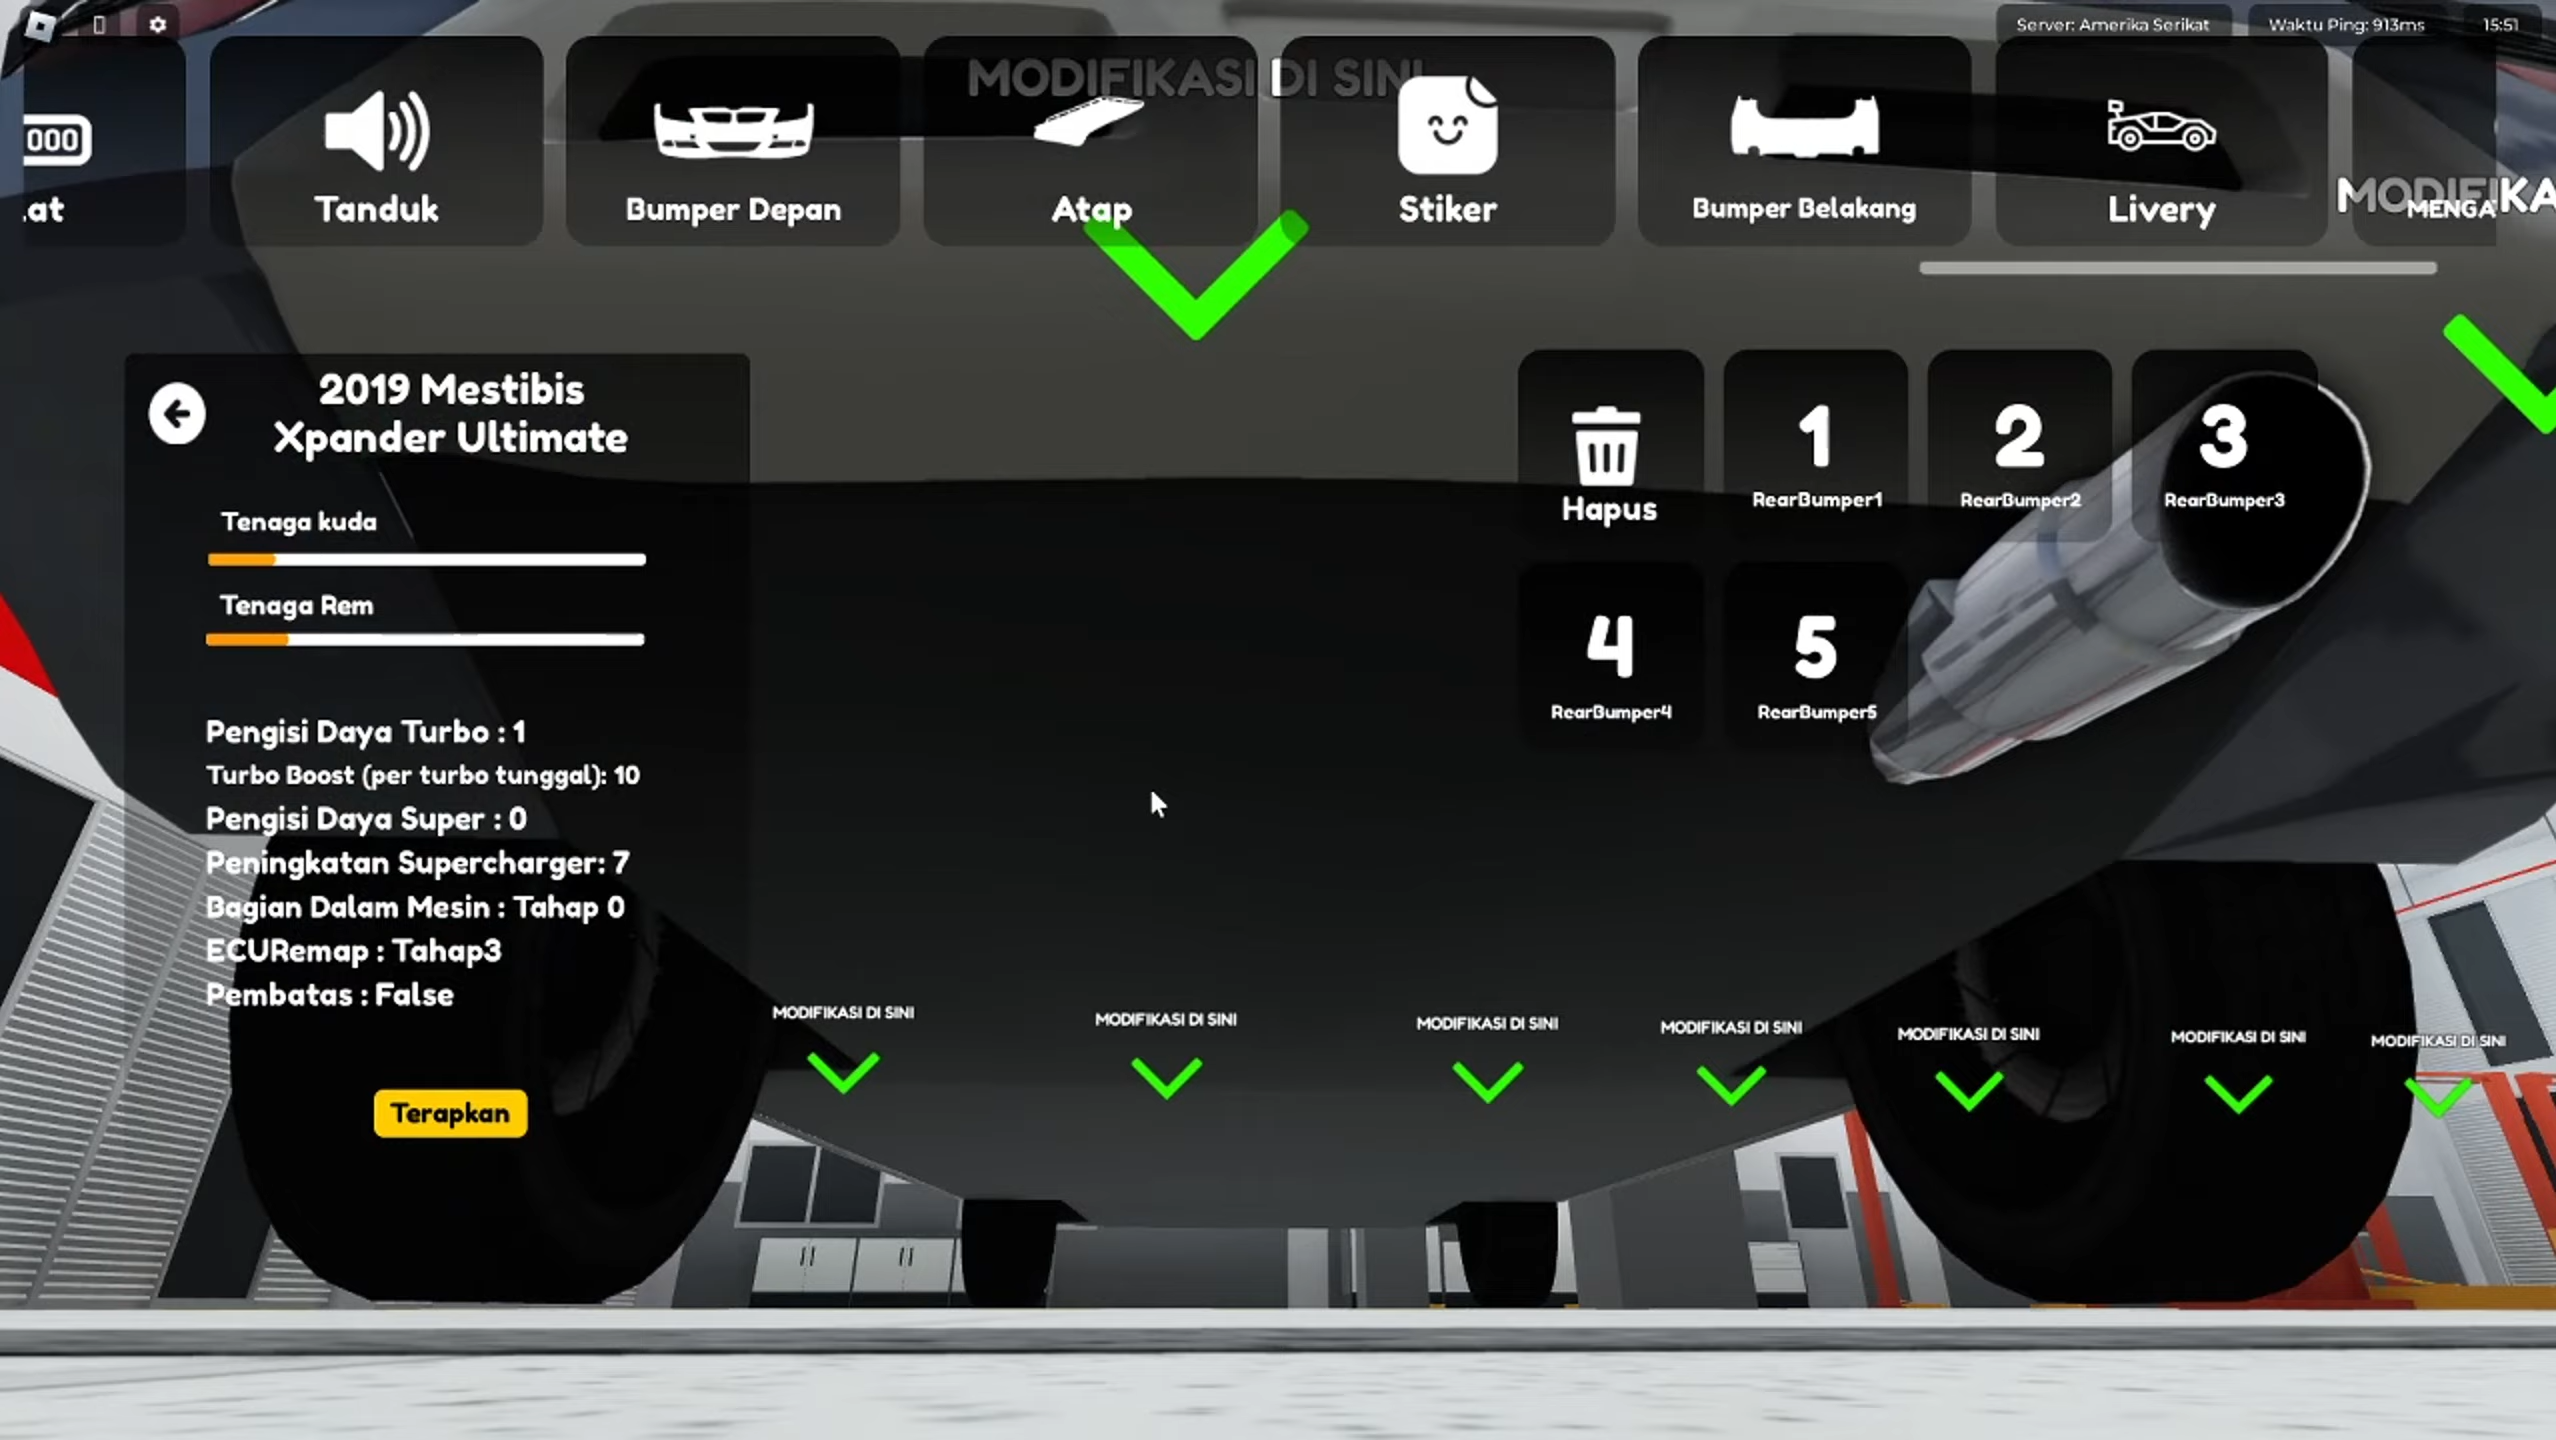 Server: Amerika Serikat
Waktu Ping: 913ms
15:51
MODIFIKASI DI SINI
000
.at
Tanduk
Bumper Depan
Atap
Stiker
Bumper Belakang
Livery
MODIFIKA
MENGA
2019 Mestibis
Xpander Ultimate
Tenaga kuda
Tenaga Rem
Pengisi Daya Turbo : 1
Turbo Boost (per turbo tunggal): 10
Pengisi Daya Super : 0
Peningkatan Supercharger: 7
Bagian Dalam Mesin : Tahap 0
ECURemap : Tahap3
Pembatas : False
Terapkan
Hapus
1
RearBumper1
2
RearBumper2
3
RearBumper3
4
RearBumper4
5
RearBumper5
MODIFIKASI DI SINI
MODIFIKASI DI SINI
MODIFIKASI DI SINI
MODIFIKASI DI SINI
MODIFIKASI DI SINI
MODIFIKASI DI SINI
MODIFIKASI DI SINI